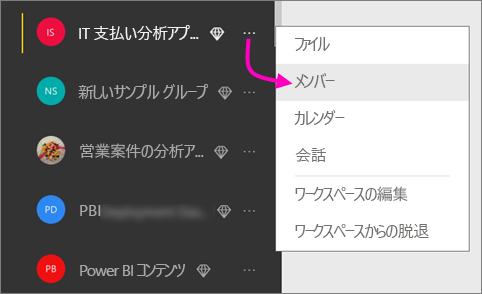 IS IT 支払い分析アプ... ...
NS 新しいサンプル グループ ...
営業案件の分析ア... ...
PD PBI ...
PB Power BI コンテンツ ...
ファイル
メンバー
カレンダー
会話
ワークスペースの編集
ワークスペースからの脱退